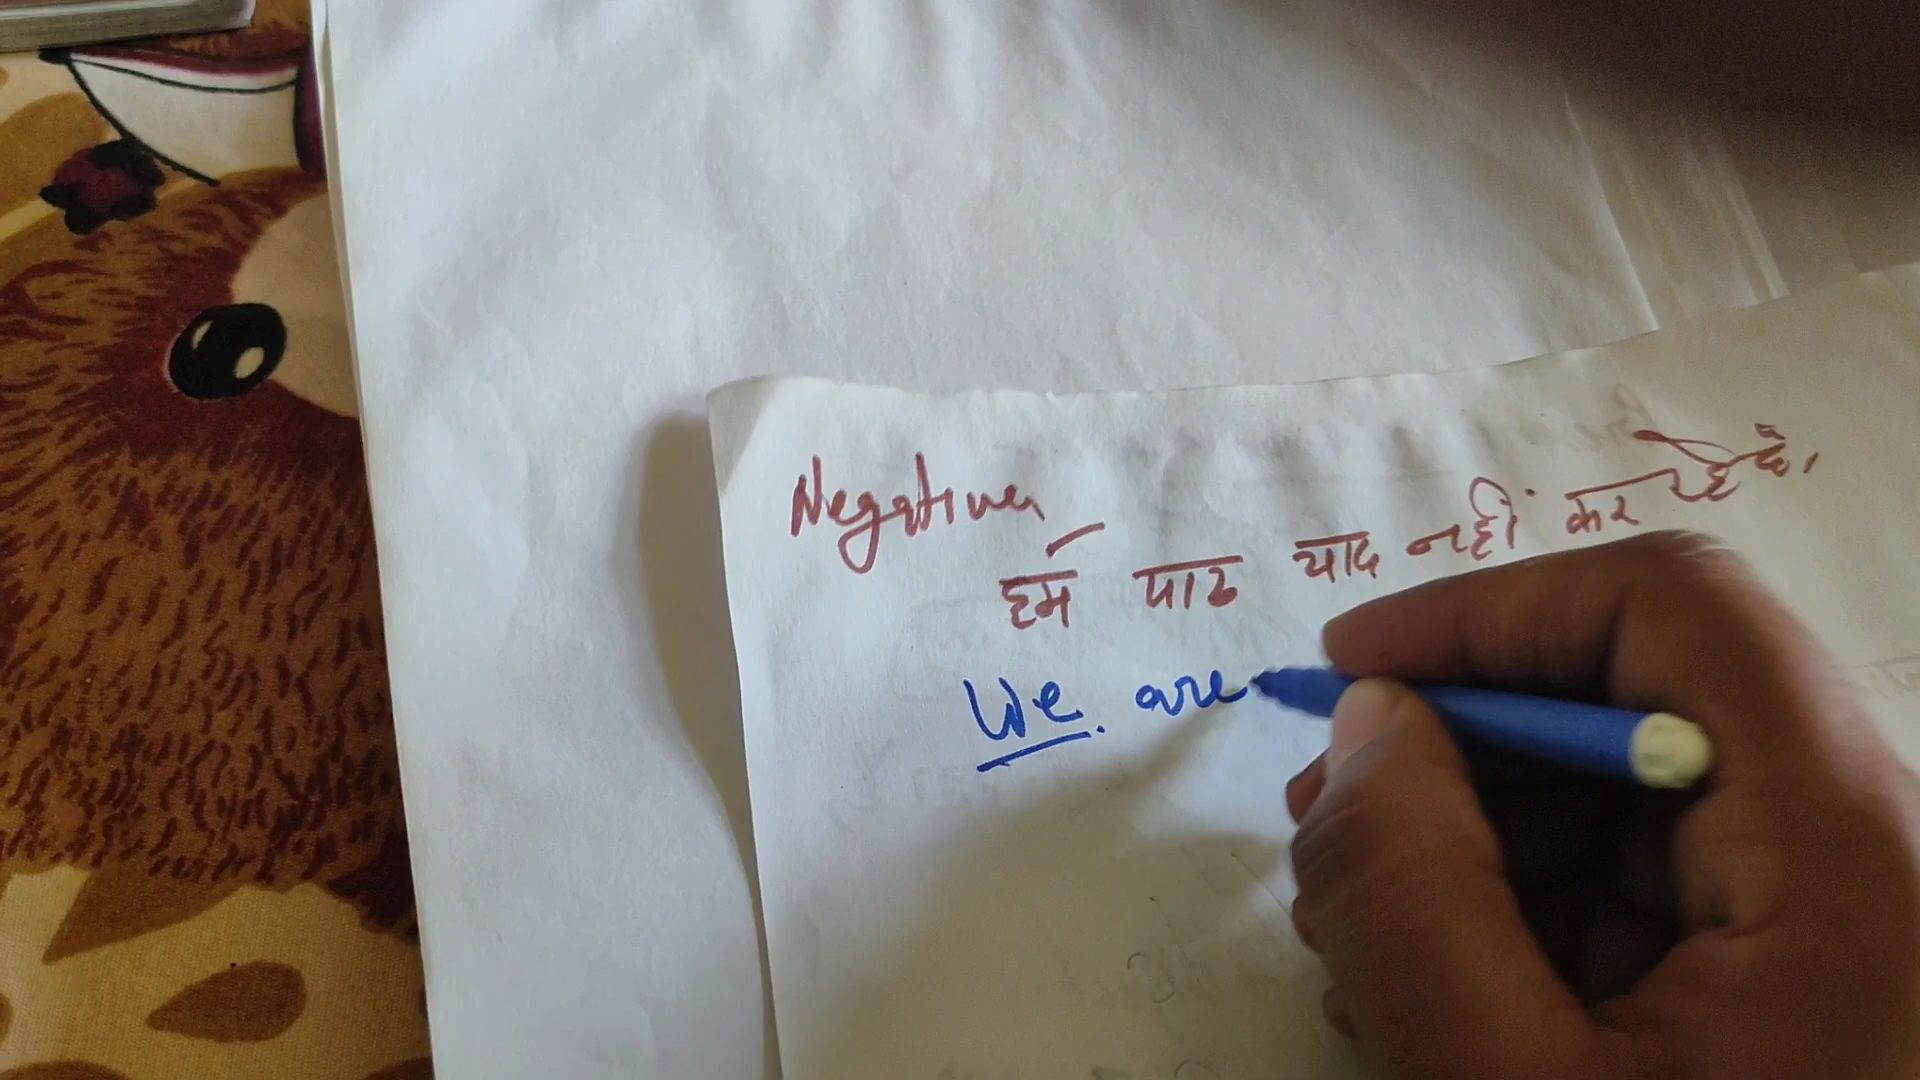 Negative
हम पाठ याद नहीं कर रहे हैं,
We. are